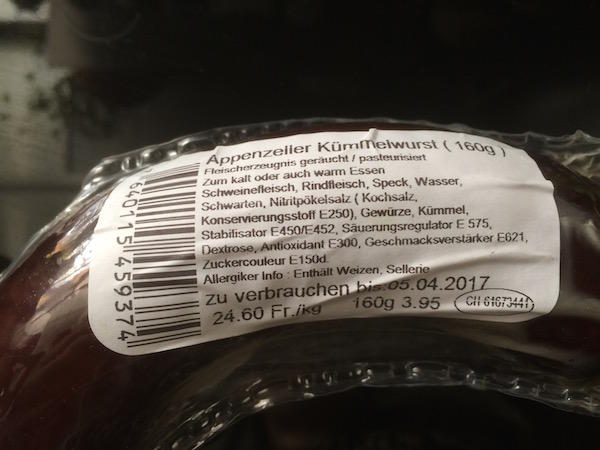 Appenzeller Kümmelwurst ( 160g )
Fleischerzeugnis geräucht / pasteurisiert
Zum kalt oder auch warm Essen
Schweinefleisch, Rindfleisch, Speck, Wasser,
Schwarten, Nitritpökelsalz ( Kochsalz,
Konservierungsstoff E250), Gewürze, Kümmel,
Stabilisator E450/E452, Säuerungsregulator E 575,
Dextrose, Antioxidant E300, Geschmacksverstärker E621,
Zuckercouleur E150d
Allergiker Info : Enthält Weizen, Sellerie
Zu verbrauchen bis:05.04.2017
24.60 Fr./kg 160g 3.95 CH 61673441
7640115459374